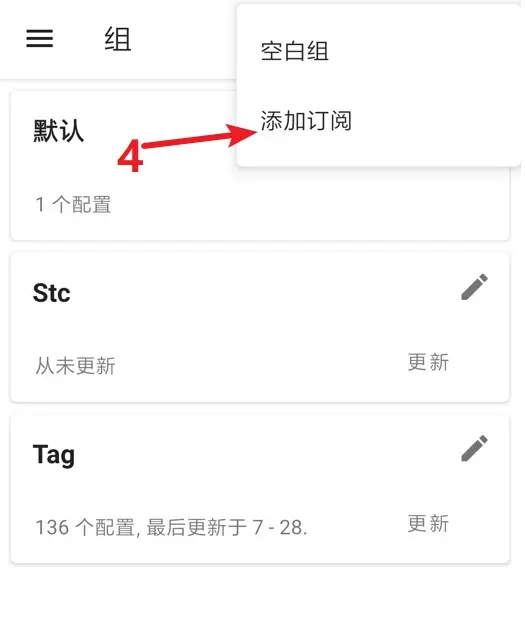 组
空白组
添加订阅
默认
4
1 个配置
Stc
从未更新
更新
Tag
136 个配置, 最后更新于 7 - 28.
更新